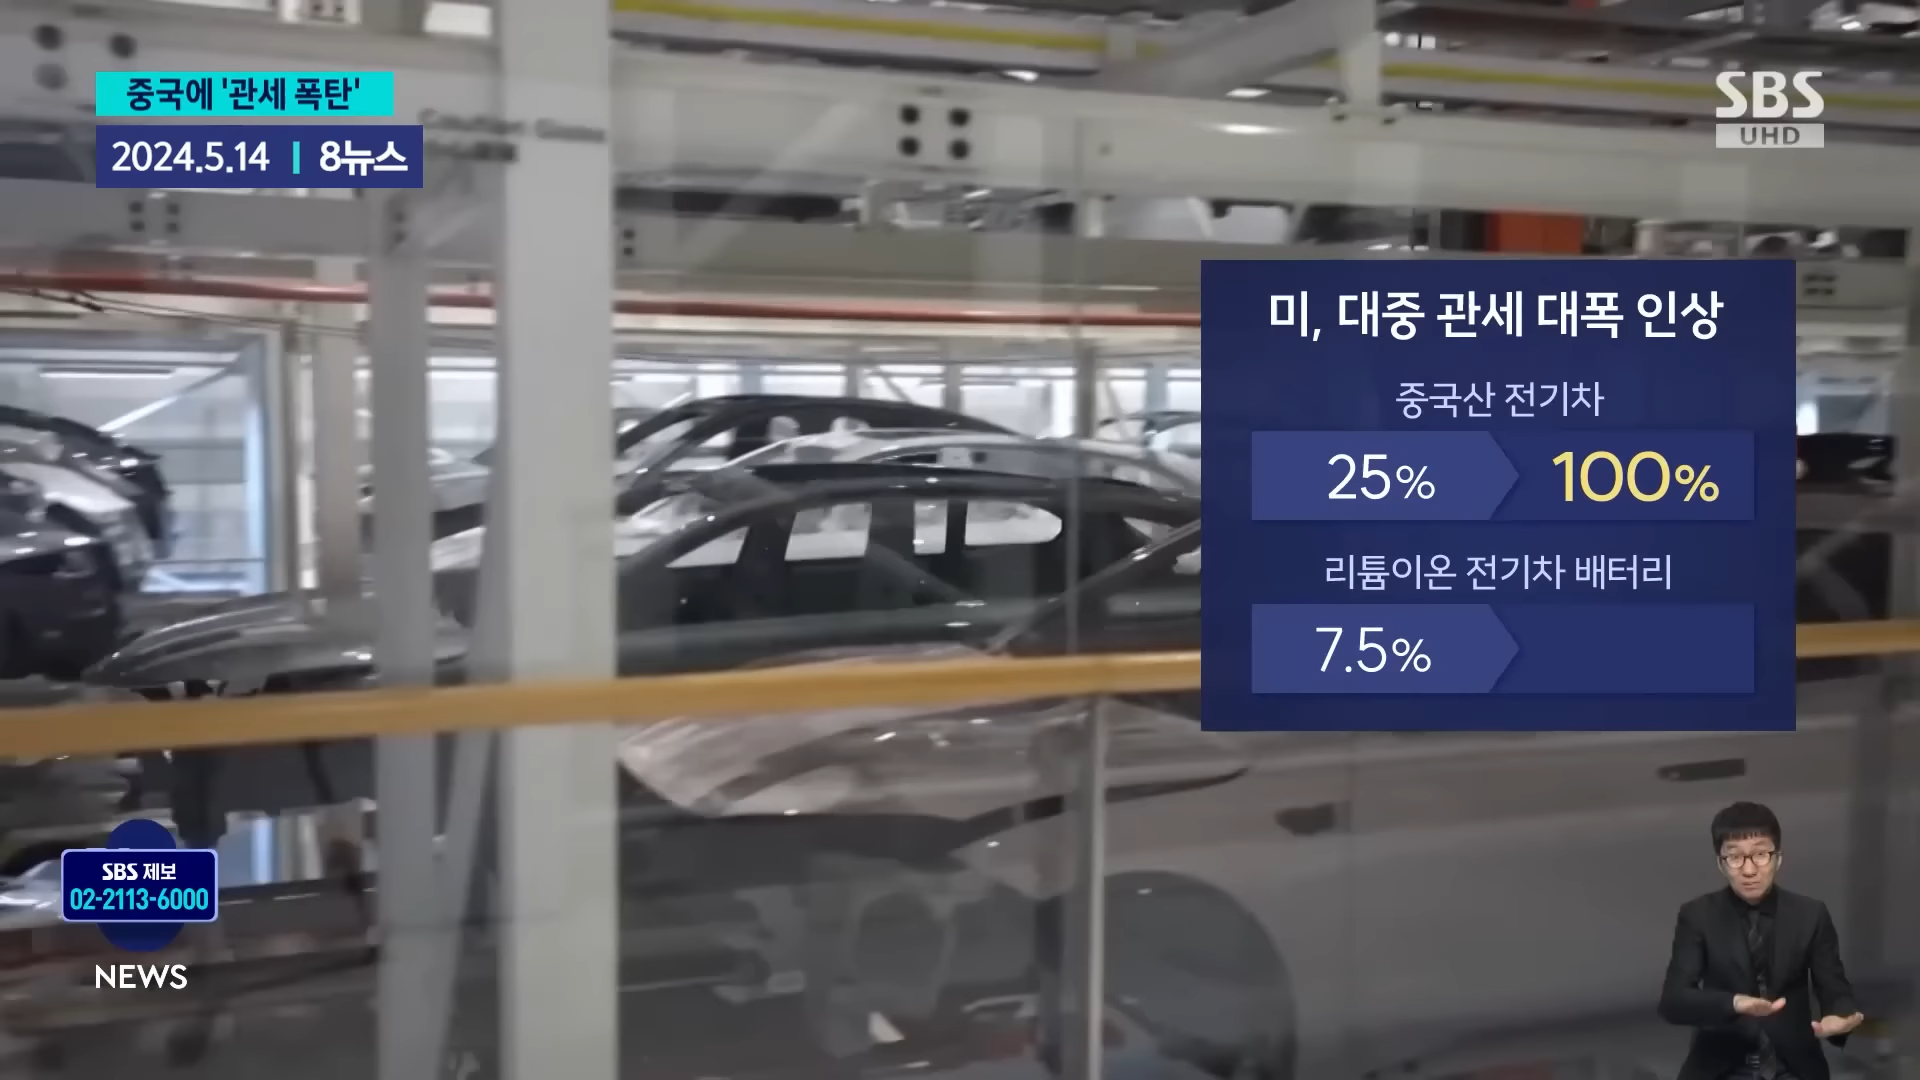 중국에 '관세 폭탄'
2024.5.14 | 8뉴스
SBS
UHD
미, 대중 관세 대폭 인상
중국산 전기차
25% 100%
리튬이온 전기차 배터리
7.5%
SBS 제보
02-2113-6000
NEWS